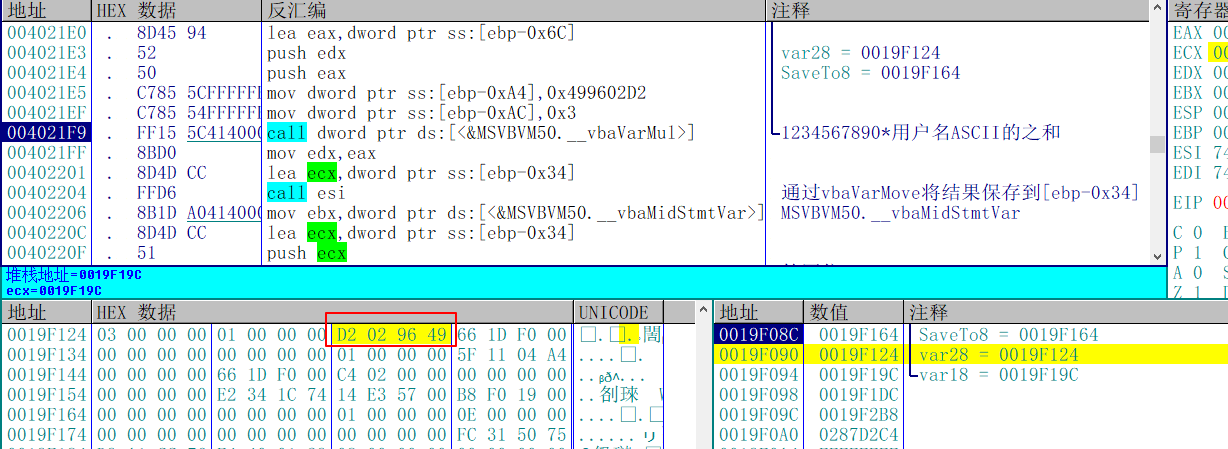 地址 HEX 数据 反汇编 注释 寄存器
004021E0 . 8D45 94 lea eax,dword ptr ss:[ebp-0x6C] EAX 00
004021E3 . 52 push edx var28 = 0019F124 ECX 00
004021E4 . 50 push eax SaveTo8 = 0019F164 EDX 00
004021E5 . C785 5CFFFFFF mov dword ptr ss:[ebp-0xA4],0x499602D2 EBX 00
004021EF . C785 54FFFFFF mov dword ptr ss:[ebp-0xAC],0x3 ESP 00
004021F9 . FF15 5C414000 call dword ptr ds:[<&MSVBVM50.__vbaVarMul>] 1234567890*用户名ASCII的之和 EBP 00
004021FF . 8BD0 mov edx,eax ESI 74
00402201 . 8D4D CC lea ecx,dword ptr ss:[ebp-0x34] EDI 74
00402204 . FFD6 call esi 通过vbaVarMove将结果保存到[ebp-0x34]
00402206 . 8B1D A0414000 mov ebx,dword ptr ds:[<&MSVBVM50.__vbaMidStmtVar>] MSVBVM50.__vbaMidStmtVar EIP 00
0040220C . 8D4D CC lea ecx,dword ptr ss:[ebp-0x34] C 0
0040220F . 51 push ecx P 1
A 0
Z 1
堆栈地址=0019F19C
ecx=0019F19C
地址 HEX 数据 UNICODE
0019F124 03 00 00 00 01 00 00 00 D2 02 96 49 66 1D F0 00
0019F134 00 00 00 00 00 00 00 00 01 00 00 00 5F 11 04 A4
0019F144 66 1D F0 00 C4 02 00 00 00 00 00 00 00 00 00 00
0019F154 E2 34 1C 74 14 E3 57 00 B8 F0 19 00
0019F164 00 00 00 00 01 00 00 00 0E 00 00 00
0019F174 00 00 00 00 00 00 00 00 00 00 00 00 FC 31 50 75
地址 数值 注释
0019F08C 0019F164 SaveTo8 = 0019F164
0019F090 0019F124 var28 = 0019F124
0019F094 0019F19C var18 = 0019F19C
0019F098 0019F1DC
0019F09C 0019F2B8
0019F0A0 0287D2C4